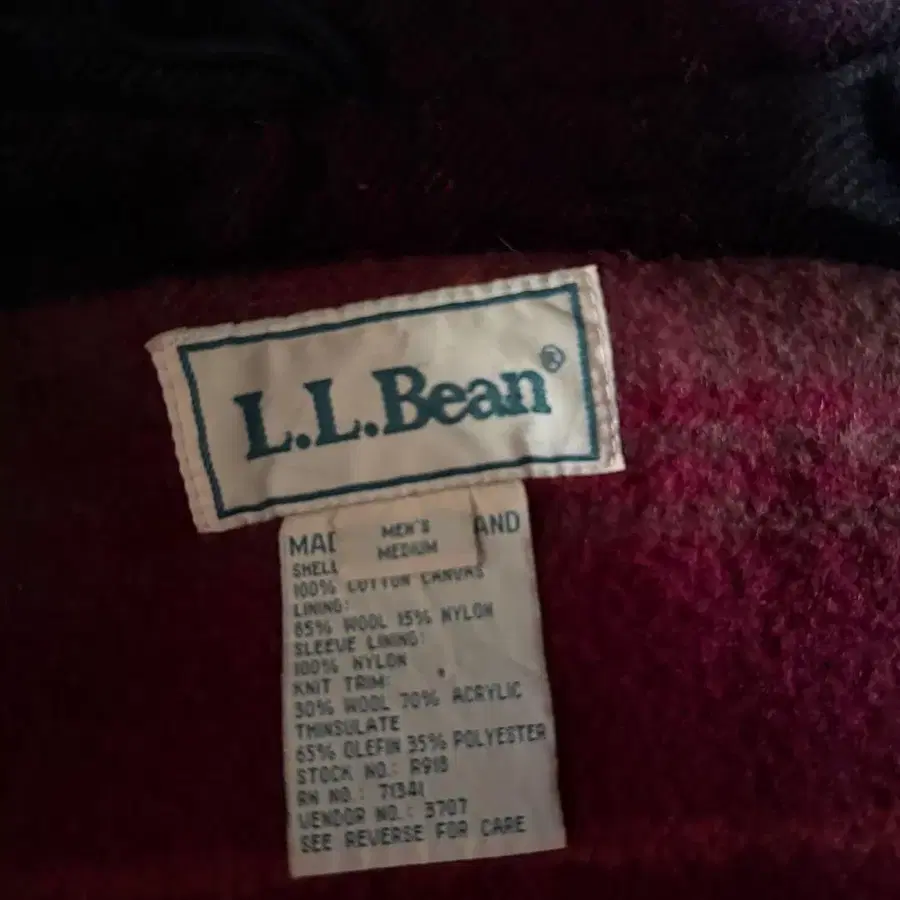 L.L.Bean®
MEN'S
MEDIUM
MAD AND
SHELL
100% COTTON CANVAS
LINING:
85% WOOL 15% NYLON
SLEEVE LINING:
100% NYLON
KNIT TRIM:
30% WOOL 70% ACRYLIC
THINSULATE
65% OLEFIN 35% POLYESTER
STOCK NO.: R918
RN NO.: 71341
VENDOR NO.: 3707
SEE REVERSE FOR CARE